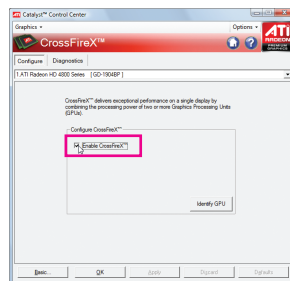 ATI Catalyst™ Control Center
Graphics Options
ATI
RADEON
PREMIUM
GRAPHICS
CrossFireX™
Configure Diagnostics
1.ATI Radeon HD 4800 Series [GD-1904BP]
CrossFireX™ delivers exceptional performance on a single display by
combining the processing power of two or more Graphics Processing Units
(GPUs).
Configure CrossFireX™
Enable CrossFireX™
Identify GPU
Basic... OK Apply Discard Defaults